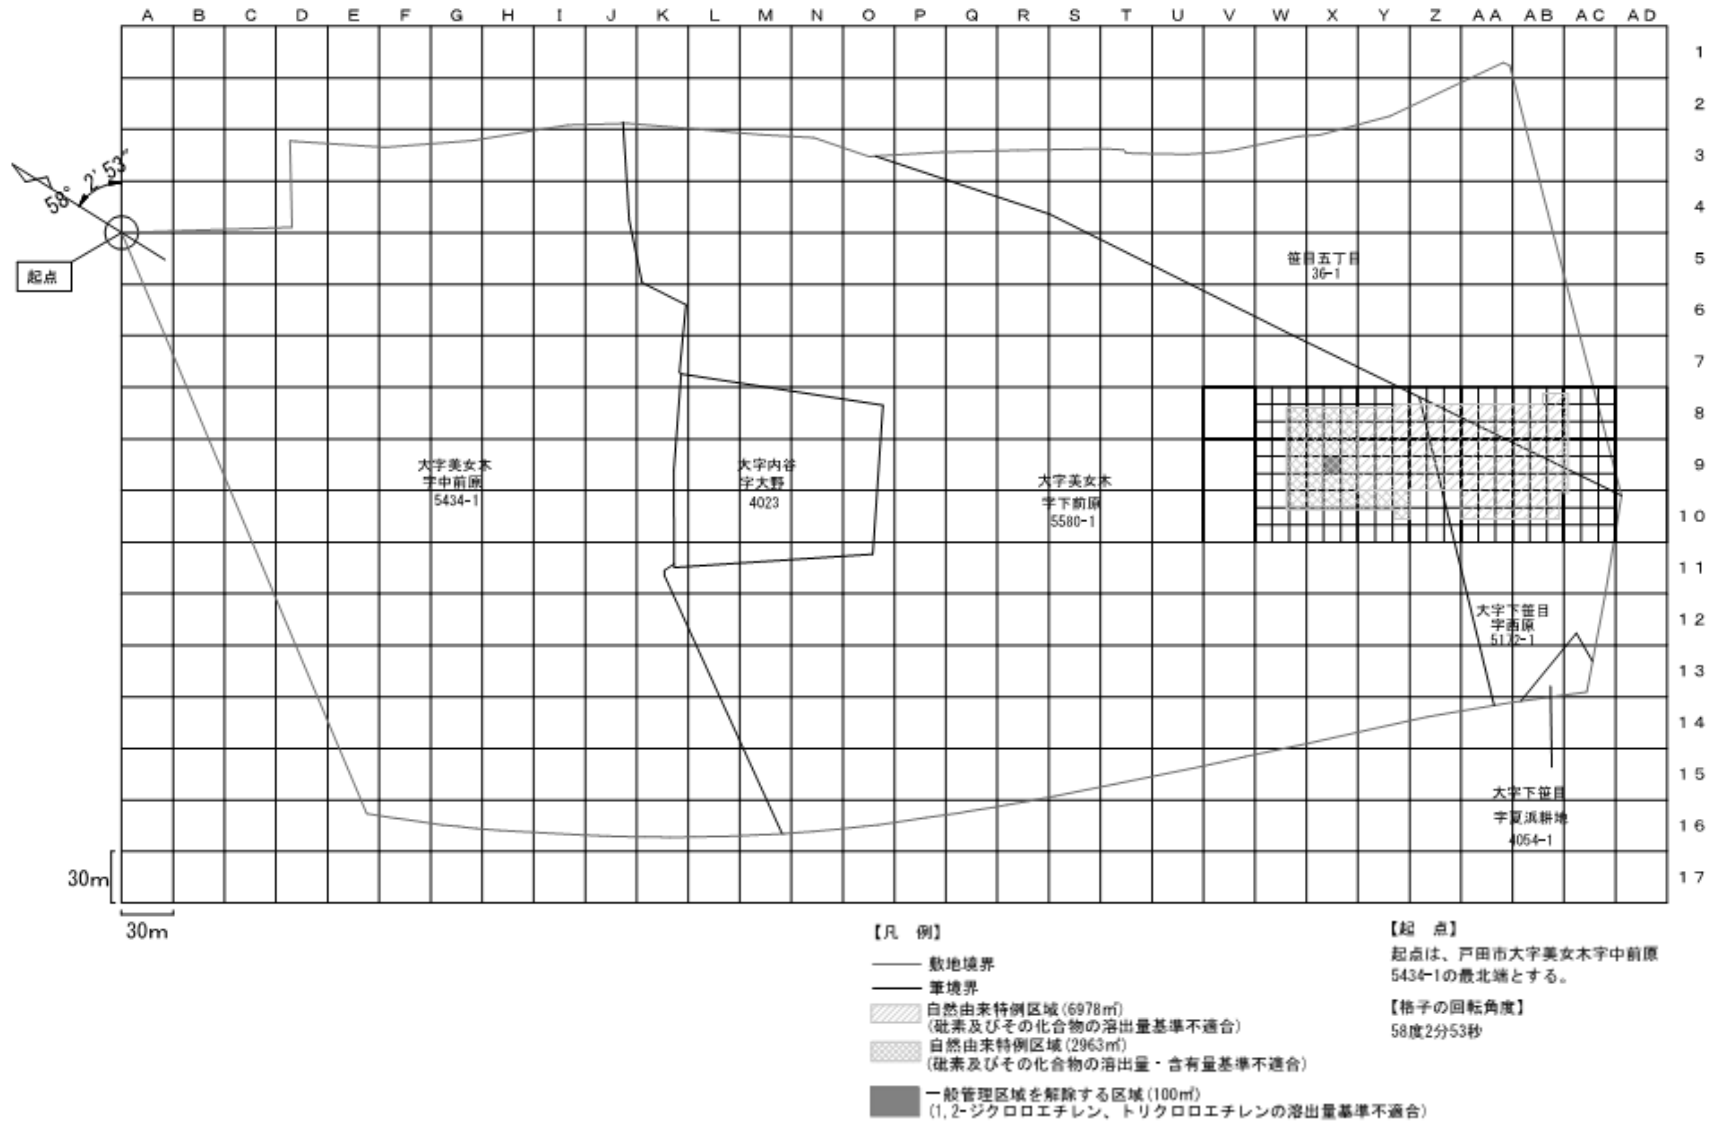 A B C D E F G H I J K L M N O P Q R S T U V W X Y Z AA AB AC AD
1
2
3
58° 2' 53"
4
起点
笹目五丁目
5
36-1
6
7
8
大字美女木
字中前原
5434-1
大字内谷
字大野
4023
大字美女木
字下前原
5580-1
9
10
11
大字下笹目
字西原
5172-1
12
13
14
15
大字下笹目
字夏浜耕地
4054-1
16
30m
17
30m
【凡 例】
敷地境界
筆境界
自然由来特例区域(6978㎡)
(砒素及びその化合物の溶出量基準不適合)
自然由来特例区域(2963㎡)
(砒素及びその化合物の溶出量・含有量基準不適合)
一般管理区域を解除する区域(100㎡)
(1,2-ジクロロエチレン、トリクロロエチレンの溶出量基準不適合)
【起 点】
起点は、戸田市大字美女木字中前原
5434-1の最北端とする。
【格子の回転角度】
58度2分53秒